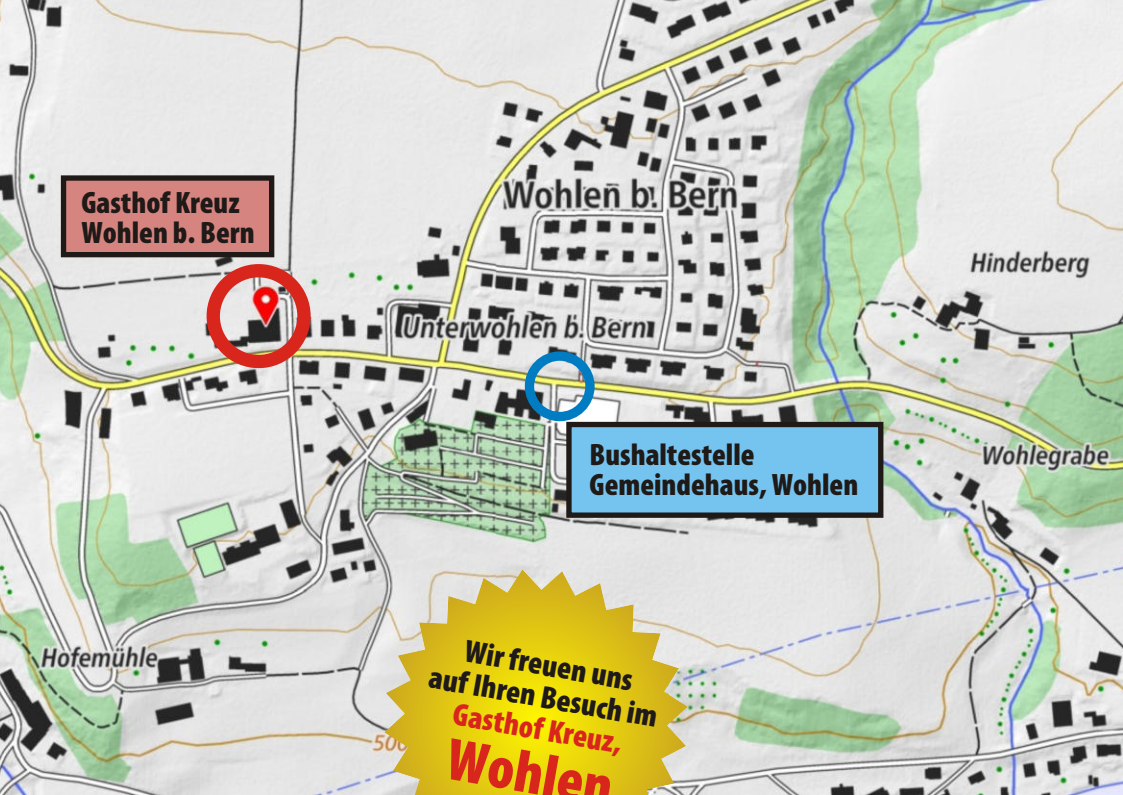 Wohlen b. Bern
Gasthof Kreuz
Wohlen b. Bern
Hinderberg
Unterwohlen b. Bern
Bushaltestelle
Gemeindehaus, Wohlen
Wohlegrabe
Hofemühle
Wir freuen uns
auf Ihren Besuch im
Gasthof Kreuz,
Wohlen
500